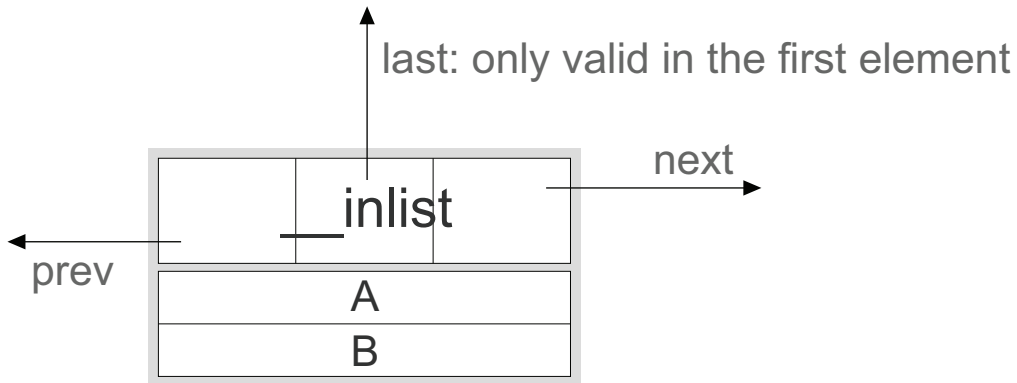 last: only valid in the first element
next
__inlist
prev
A
B